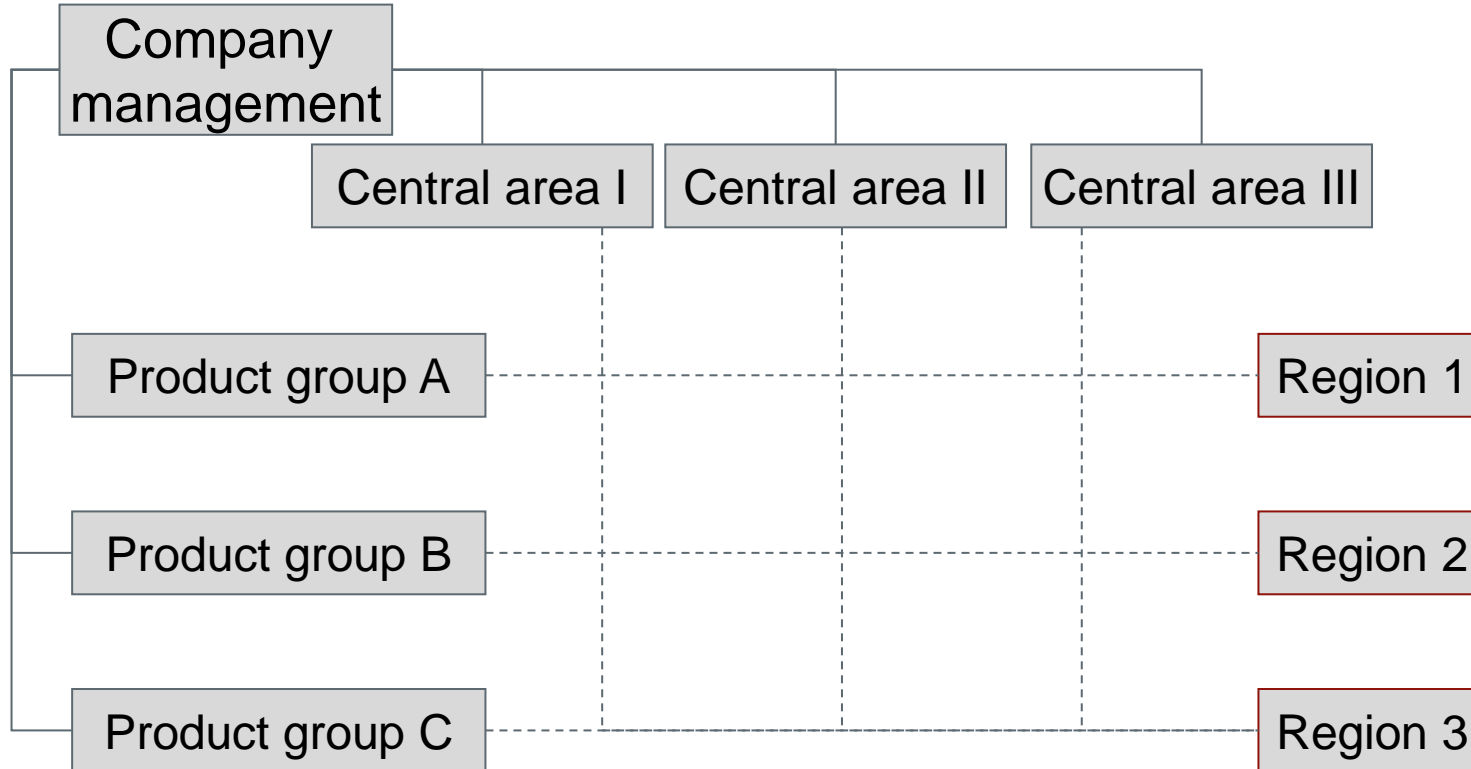 Company
management
Central area I
Central area II
Central area III
Product group A
Region 1
Product group B
Region 2
Product group C
Region 3